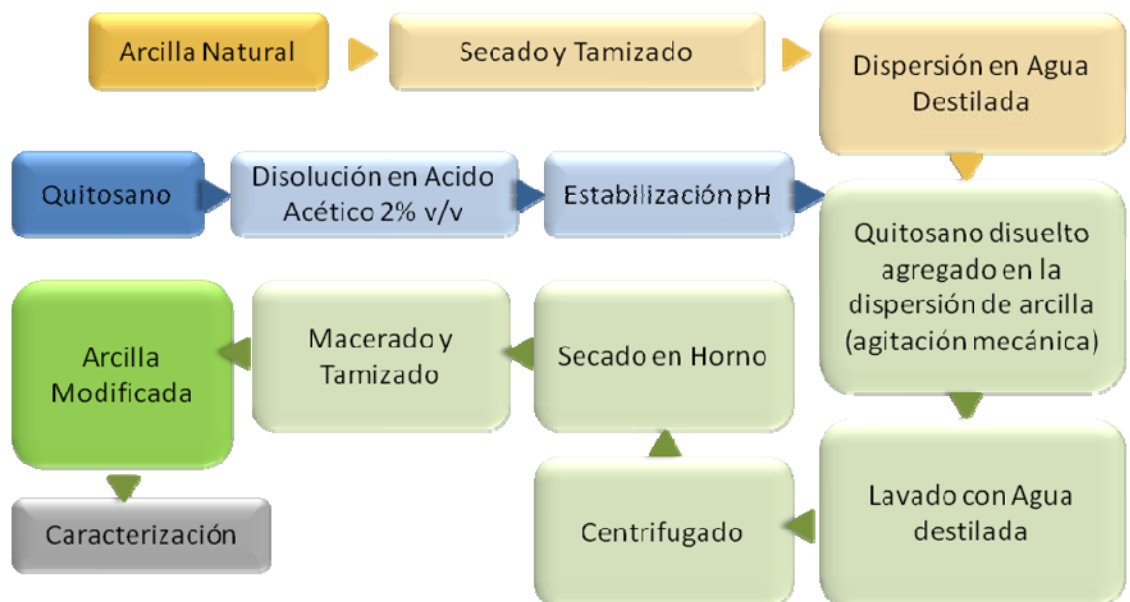 Arcilla Natural
Secado y Tamizado
Dispersión en Agua
Destilada
Quitosano
Disolución en Acido
Acético 2% v/v
Estabilización pH
Quitosano disuelto
agregado en la
dispersión de arcilla
(agitación mecánica)
Lavado con Agua
destilada
Centrifugado
Secado en Horno
Macerado y
Tamizado
Arcilla
Modificada
Caracterización